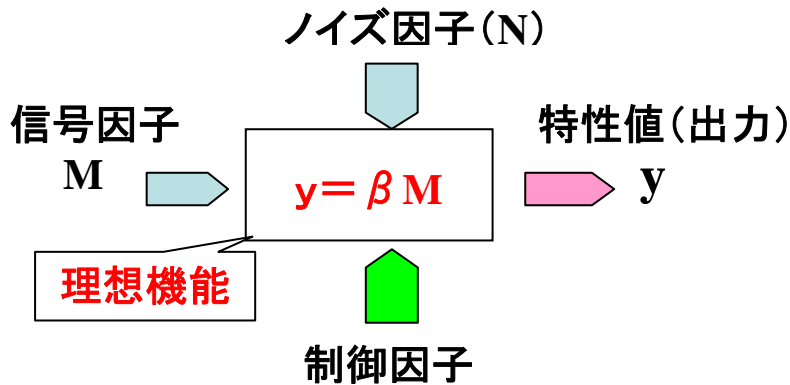 ノイズ因子(N)
信号因子
M
特性値(出力)
y
y=βM
理想機能
制御因子